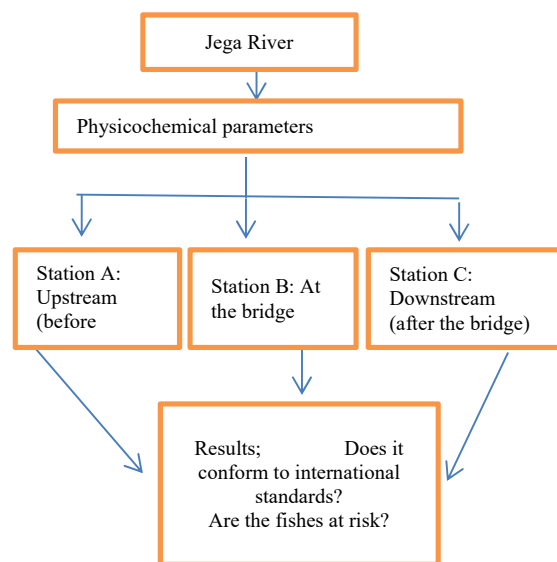 Jega River
Physicochemical parameters
Station A:
Upstream
(before
Station B: At
the bridge
Station C:
Downstream
(after the bridge)
Results; Does it
conform to international
standards?
Are the fishes at risk?